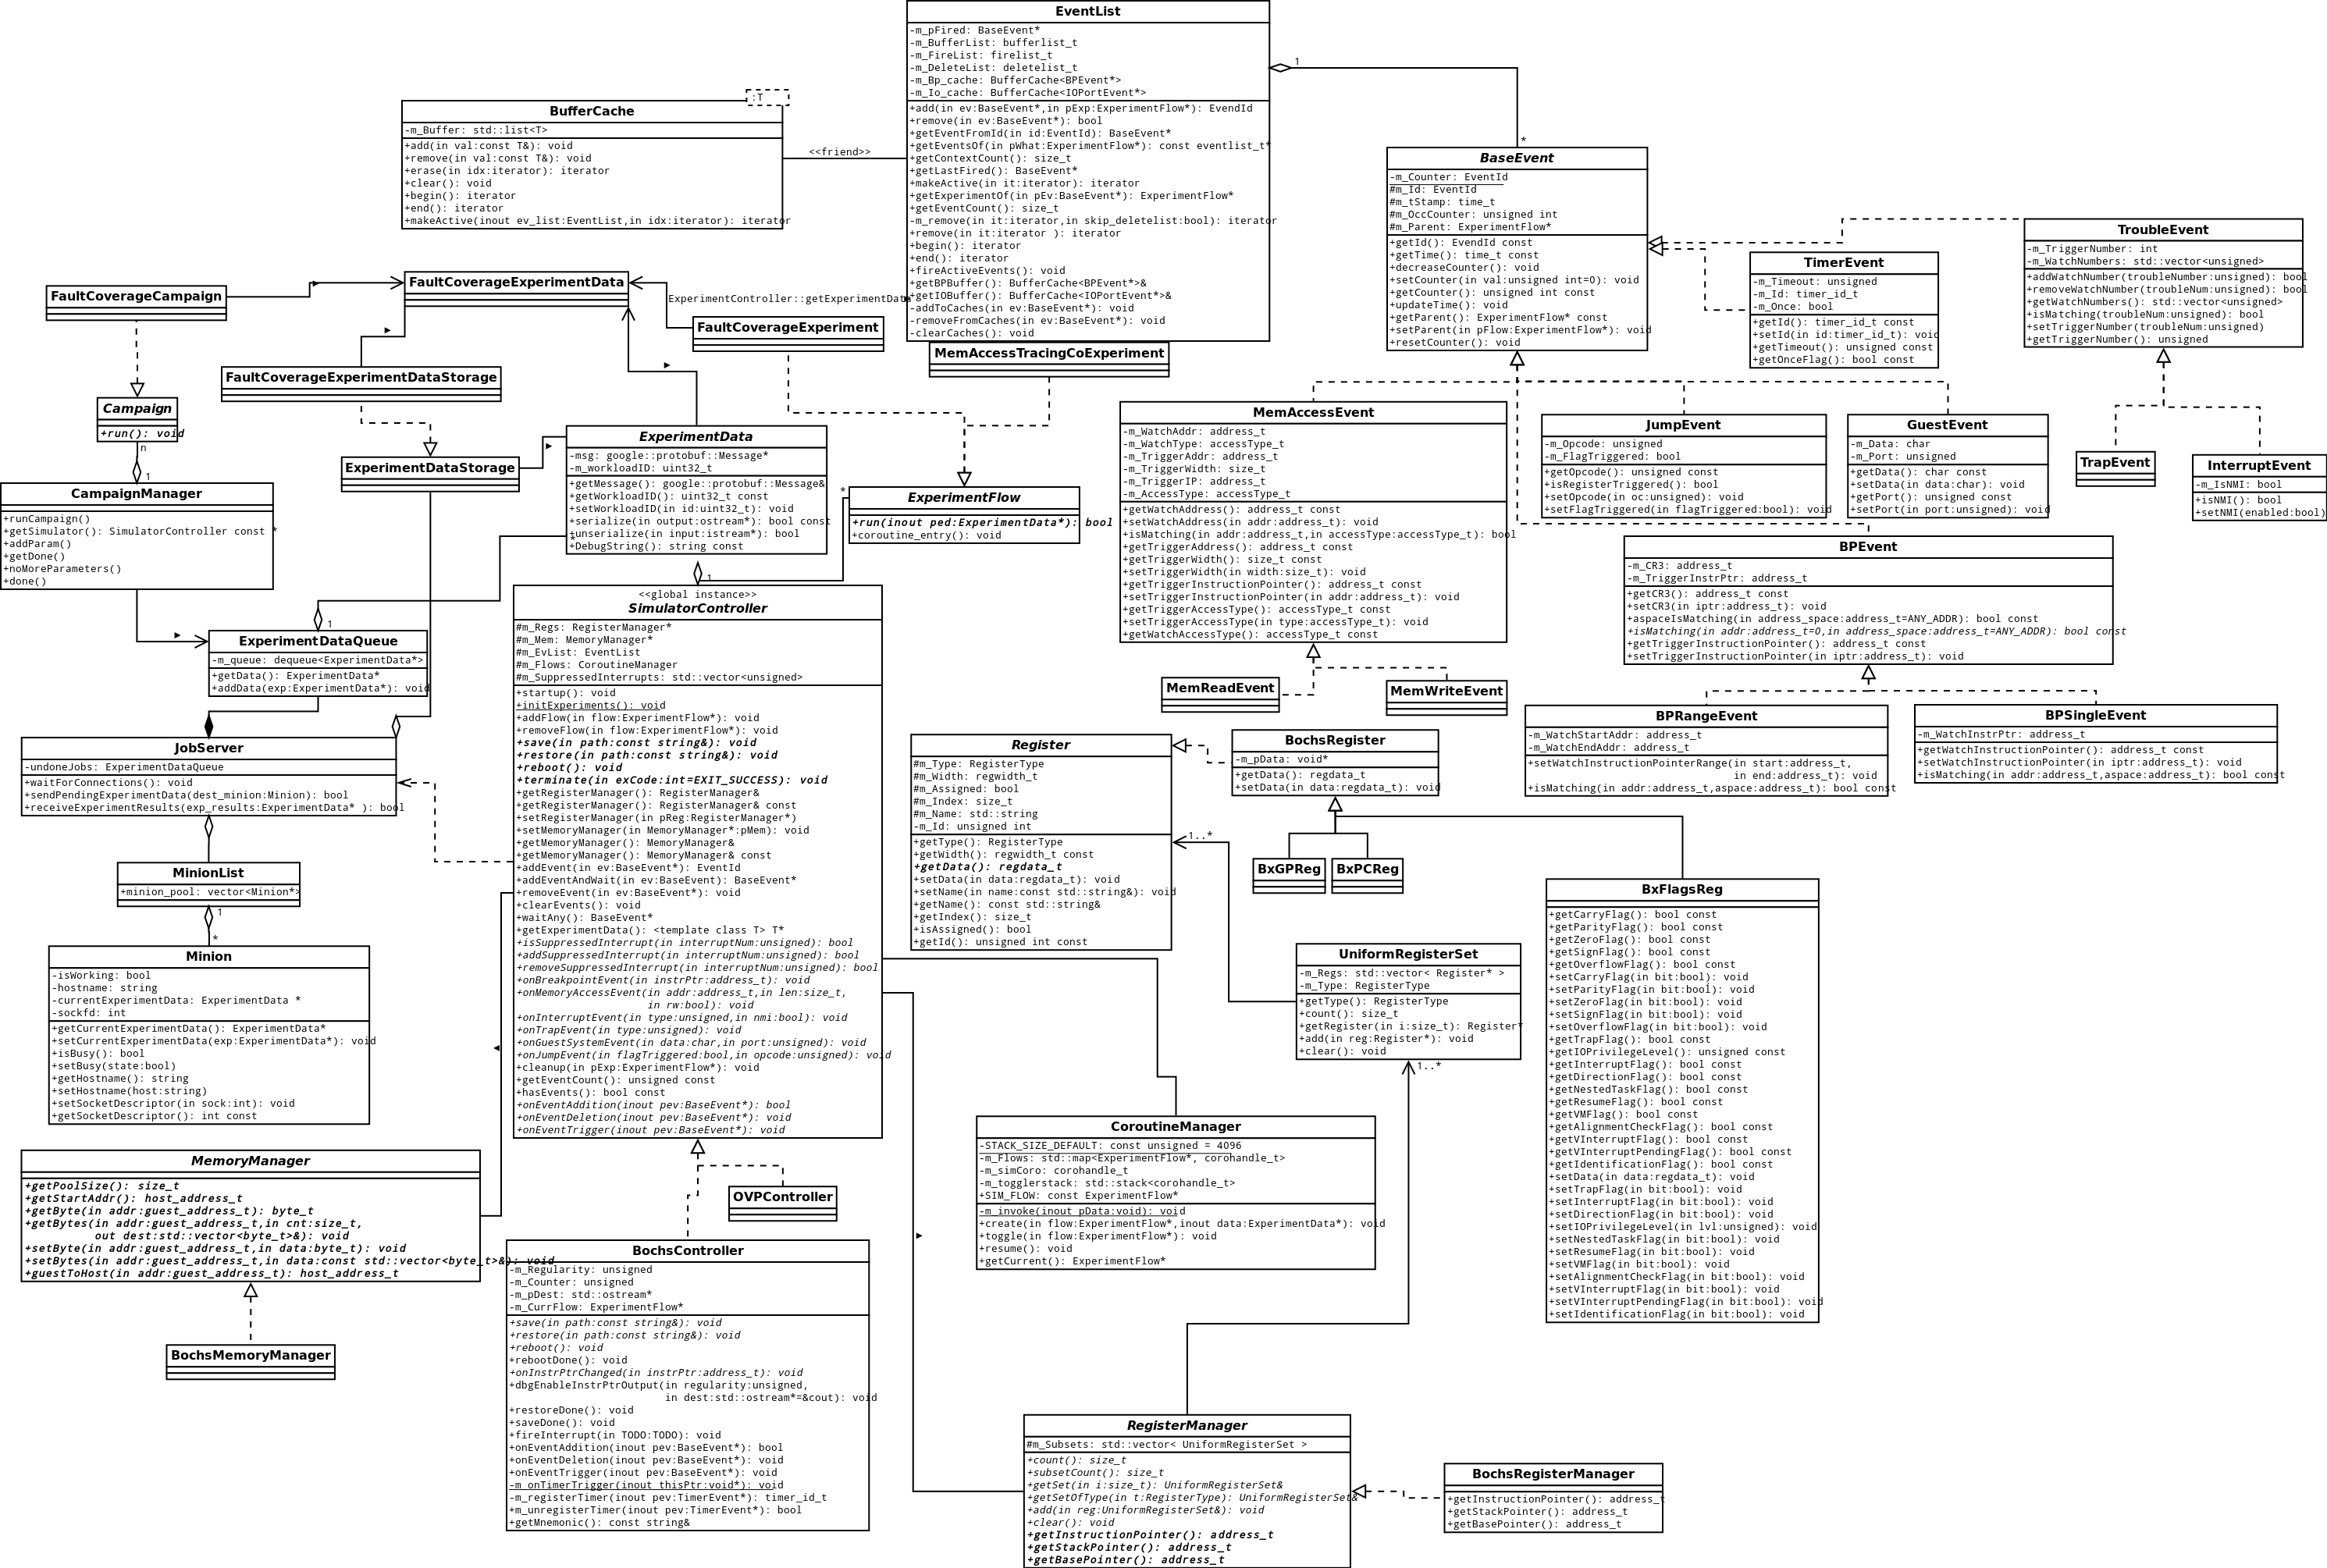 EventList
-m_pFired: BaseEvent*
-m_BufferList: bufferlist_t
-m_FireList: firelist_t
-m_DeleteList: deletelist_t
-m_Bp_cache: BufferCache<BPEvent*>
-m_Io_cache: BufferCache<IOPortEvent*>
+add(in ev:BaseEvent*,in pExp:ExperimentFlow*): EvendId
+remove(in ev:BaseEvent*): bool
+getEventFromId(in id:EventId): BaseEvent*
+getEventsOf(in pWhat:ExperimentFlow*): const eventlist_t*
+getContextCount(): size_t
+getLastFired(): BaseEvent*
+makeActive(in it:iterator): iterator
+getExperimentOf(in pEv:BaseEvent*): ExperimentFlow*
+getEventCount(): size_t
-m_remove(in it:iterator,in skip_deletelist:bool): iterator
+remove(in it:iterator ): iterator
+begin(): iterator
+end(): iterator
+fireActiveEvents(): void
+getBPBuffer(): BufferCache<BPEvent*>&
+getIOBuffer(): BufferCache<IOPortEvent*>&
-addToCaches(in ev:BaseEvent*): void
-removeFromCaches(in ev:BaseEvent*): void
-clearCaches(): void
1
*
:T
BufferCache
-m_Buffer: std::list<T>
+add(in val:const T&): void
+remove(in val:const T&): void
+erase(in idx:iterator): iterator
+clear(): void
+begin(): iterator
+end(): iterator
+makeActive(inout ev_list:EventList,in idx:iterator): iterator
<<friend>>
BaseEvent
-m_Counter: EventId
#m_Id: EventId
#m_tStamp: time_t
#m_OccCounter: unsigned int
#m_Parent: ExperimentFlow*
+getId(): EvendId const
+getTime(): time_t const
+decreaseCounter(): void
+setCounter(in val:unsigned int=0): void
+getCounter(): unsigned int const
+updateTime(): void
+getParent(): ExperimentFlow* const
+setParent(in pFlow:ExperimentFlow*): void
+resetCounter(): void
TimerEvent
-m_Timeout: unsigned
-m_Id: timer_id_t
-m_Once: bool
+getId(): timer_id_t const
+setId(in id:timer_id_t): void
+getTimeout(): unsigned const
+getOnceFlag(): bool const
TroubleEvent
-m_TriggerNumber: int
-m_WatchNumbers: std::vector<unsigned>
+addWatchNumber(troubleNumber:unsigned): bool
+removeWatchNumber(troubleNum:unsigned): bool
+getWatchNumbers(): std::vector<unsigned>
+isMatching(troubleNum:unsigned): bool
+setTriggerNumber(troubleNum:unsigned)
+getTriggerNumber(): unsigned
FaultCoverageCampaign
FaultCoverageExperimentData
ExperimentController::getExperimentData
FaultCoverageExperiment
MemAccessTracingCoExperiment
FaultCoverageExperimentDataStorage
Campaign
+run(): void
n
1
ExperimentDataStorage
ExperimentData
-msg: google::protobuf::Message*
-m_workloadID: uint32_t
+getMessage(): google::protobuf::Message&
+getWorkloadID(): uint32_t const
+setWorkloadID(in id:uint32_t): void
+serialize(in output:ostream*): bool const
+unserialize(in input:istream*): bool
+DebugString(): string const
*
ExperimentFlow
+run(inout ped:ExperimentData*): bool
+coroutine_entry(): void
*
1
MemAccessEvent
-m_WatchAddr: address_t
-m_WatchType: accessType_t
-m_TriggerAddr: address_t
-m_TriggerWidth: size_t
-m_TriggerIP: address_t
-m_AccessType: accessType_t
+getWatchAddress(): address_t const
+setWatchAddress(in addr:address_t): void
+isMatching(in addr:address_t,in accessType:accessType_t): bool
+getTriggerAddress(): address_t const
+getTriggerWidth(): size_t const
+setTriggerWidth(in width:size_t): void
+getTriggerInstructionPointer(): address_t const
+setTriggerInstructionPointer(in addr:address_t): void
+getTriggerAccessType(): accessType_t const
+setTriggerAccessType(in type:accessType_t): void
+getWatchAccessType(): accessType_t const
JumpEvent
-m_Opcode: unsigned
-m_FlagTriggered: bool
+getOpcode(): unsigned const
+isRegisterTriggered(): bool
+setOpcode(in oc:unsigned): void
+setFlagTriggered(in flagTriggered:bool): void
GuestEvent
-m_Data: char
-m_Port: unsigned
+getData(): char const
+setData(in data:char): void
+getPort(): unsigned const
+setPort(in port:unsigned): void
TrapEvent
InterruptEvent
-m_IsNMI: bool
+isNMI(): bool
+setNMI(enabled:bool)
CampaignManager
+runCampaign()
+getSimulator(): SimulatorController const *
+addParam()
+getDone()
+noMoreParameters()
+done()
BPEvent
-m_CR3: address_t
-m_TriggerInstrPtr: address_t
+getCR3(): address_t const
+setCR3(in iptr:address_t): void
+aspaceIsMatching(in address_space:address_t=ANY_ADDR): bool const
+isMatching(in addr:address_t=0,in address_space:address_t=ANY_ADDR): bool const
+getTriggerInstructionPointer(): address_t const
+setTriggerInstructionPointer(in iptr:address_t): void
MemReadEvent
MemWriteEvent
BPRangeEvent
-m_WatchStartAddr: address_t
-m_WatchEndAddr: address_t
+setWatchInstructionPointerRange(in start:address_t,
in end:address_t): void
+isMatching(in addr:address_t,aspace:address_t): bool const
BPSingleEvent
-m_WatchInstrPtr: address_t
+getWatchInstructionPointer(): address_t const
+setWatchInstructionPointer(in iptr:address_t): void
+isMatching(in addr:address_t,aspace:address_t): bool const
1
ExperimentDataQueue
-m_queue: dequeue<ExperimentData*>
+getData(): ExperimentData*
+addData(exp:ExperimentData*): void
JobServer
-undoneJobs: ExperimentDataQueue
+waitForConnections(): void
+sendPendingExperimentData(dest_minion:Minion): bool
+receiveExperimentResults(exp_results:ExperimentData* ): bool
MinionList
+minion_pool: vector<Minion*>
1
*
Minion
-isWorking: bool
-hostname: string
-currentExperimentData: ExperimentData *
-sockfd: int
+getCurrentExperimentData(): ExperimentData*
+setCurrentExperimentData(exp:ExperimentData*): void
+isBusy(): bool
+setBusy(state:bool)
+getHostname(): string
+setHostname(host:string)
+setSocketDescriptor(in sock:int): void
+getSocketDescriptor(): int const
<<global instance>>
SimulatorController
#m_Regs: RegisterManager*
#m_Mem: MemoryManager*
#m_EvList: EventList
#m_Flows: CoroutineManager
#m_SuppressedInterrupts: std::vector<unsigned>
+startup(): void
+initExperiments(): void
+addFlow(in flow:ExperimentFlow*): void
+removeFlow(in flow:ExperimentFlow*): void
+save(in path:const string&): void
+restore(in path:const string&): void
+reboot(): void
+terminate(in exCode:int=EXIT_SUCCESS): void
+getRegisterManager(): RegisterManager&
+getRegisterManager(): RegisterManager& const
+setRegisterManager(in pReg:RegisterManager*)
+setMemoryManager(in MemoryManager*:pMem): void
+getMemoryManager(): MemoryManager&
+getMemoryManager(): MemoryManager& const
+addEvent(in ev:BaseEvent*): EventId
+addEventAndWait(in ev:BaseEvent): BaseEvent*
+removeEvent(in ev:BaseEvent*): void
+clearEvents(): void
+waitAny(): BaseEvent*
+getExperimentData(): <template class T> T*
+isSuppressedInterrupt(in interruptNum:unsigned): bool
+addSuppressedInterrupt(in interruptNum:unsigned): bool
+removeSuppressedInterrupt(in interruptNum:unsigned): bool
+onBreakpointEvent(in instrPtr:address_t): void
+onMemoryAccessEvent(in addr:address_t,in len:size_t,
in rw:bool): void
+onInterruptEvent(in type:unsigned,in nmi:bool): void
+onTrapEvent(in type:unsigned): void
+onGuestSystemEvent(in data:char,in port:unsigned): void
+onJumpEvent(in flagTriggered:bool,in opcode:unsigned): void
+cleanup(in pExp:ExperimentFlow*): void
+getEventCount(): unsigned const
+hasEvents(): bool const
+onEventAddition(inout pev:BaseEvent*): bool
+onEventDeletion(inout pev:BaseEvent*): void
+onEventTrigger(inout pev:BaseEvent*): void
Register
#m_Type: RegisterType
#m_Width: regwidth_t
#m_Assigned: bool
#m_Index: size_t
#m_Name: std::string
-m_Id: unsigned int
+getType(): RegisterType
+getWidth(): regwidth_t const
+getData(): regdata_t
+setData(in data:regdata_t): void
+setName(in name:const std::string&): void
+getName(): const std::string&
+getIndex(): size_t
+isAssigned(): bool
+getId(): unsigned int const
1..*
BochsRegister
-m_pData: void*
+getData(): regdata_t
+setData(in data:regdata_t): void
BxGPReg
BxPCReg
BxFlagsReg
+getCarryFlag(): bool const
+getParityFlag(): bool const
+getZeroFlag(): bool const
+getSignFlag(): bool const
+getOverflowFlag(): bool const
+setCarryFlag(in bit:bool): void
+setParityFlag(in bit:bool): void
+setZeroFlag(in bit:bool): void
+setSignFlag(in bit:bool): void
+setOverflowFlag(in bit:bool): void
+getTrapFlag(): bool const
+getIOPrivilegeLevel(): unsigned const
+getInterruptFlag(): bool const
+getDirectionFlag(): bool const
+getNestedTaskFlag(): bool const
+getResumeFlag(): bool const
+getVMFlag(): bool const
+getAlignmentCheckFlag(): bool const
+getVInterruptFlag(): bool const
+getVInterruptPendingFlag(): bool const
+getIdentificationFlag(): bool const
+setData(in data:regdata_t): void
+setTrapFlag(in bit:bool): void
+setInterruptFlag(in bit:bool): void
+setDirectionFlag(in bit:bool): void
+setIOPrivilegeLevel(in lvl:unsigned): void
+setNestedTaskFlag(in bit:bool): void
+setResumeFlag(in bit:bool): void
+setVMFlag(in bit:bool): void
+setAlignmentCheckFlag(in bit:bool): void
+setVInterruptFlag(in bit:bool): void
+setVInterruptPendingFlag(in bit:bool): void
+setIdentificationFlag(in bit:bool): void
UniformRegisterSet
-m_Regs: std::vector< Register* >
-m_Type: RegisterType
+getType(): RegisterType
+count(): size_t
+getRegister(in i:size_t): Register*
+add(in reg:Register*): void
+clear(): void
1..*
CoroutineManager
-STACK_SIZE_DEFAULT: const unsigned = 4096
-m_Flows: std::map<ExperimentFlow*, corohandle_t>
-m_simCoro: corohandle_t
-m_togglerstack: std::stack<corohandle_t>
+SIM_FLOW: const ExperimentFlow*
-m_invoke(inout pData:void): void
+create(in flow:ExperimentFlow*,inout data:ExperimentData*): void
+toggle(in flow:ExperimentFlow*): void
+resume(): void
+getCurrent(): ExperimentFlow*
MemoryManager
+getPoolSize(): size_t
+getStartAddr(): host_address_t
+getByte(in addr:guest_address_t): byte_t
+getBytes(in addr:guest_address_t,in cnt:size_t,
out dest:std::vector<byte_t>&): void
+setByte(in addr:guest_address_t,in data:byte_t): void
+setBytes(in addr:guest_address_t,in data:const std::vector<byte_t>&): void
+guestToHost(in addr:guest_address_t): host_address_t
BochsMemoryManager
OVPController
BochsController
-m_Regularity: unsigned
-m_Counter: unsigned
-m_pDest: std::ostream*
-m_CurrFlow: ExperimentFlow*
+save(in path:const string&): void
+restore(in path:const string&): void
+reboot(): void
+rebootDone(): void
+onInstrPtrChanged(in instrPtr:address_t): void
+dbgEnableInstrPtrOutput(in regularity:unsigned,
in dest:std::ostream*=&cout): void
+restoreDone(): void
+saveDone(): void
+fireInterrupt(in TODO:TODO): void
+onEventAddition(inout pev:BaseEvent*): bool
+onEventDeletion(inout pev:BaseEvent*): void
+onEventTrigger(inout pev:BaseEvent*): void
-m_onTimerTrigger(inout thisPtr:void*): void
-m_registerTimer(inout pev:TimerEvent*): timer_id_t
+m_unregisterTimer(inout pev:TimerEvent*): bool
+getMnemonic(): const string&
RegisterManager
#m_Subsets: std::vector< UniformRegisterSet >
+count(): size_t
+subsetCount(): size_t
+getSet(in i:size_t): UniformRegisterSet&
+getSetOfType(in t:RegisterType): UniformRegisterSet&
+add(in reg:UniformRegisterSet&): void
+clear(): void
+getInstructionPointer(): address_t
+getStackPointer(): address_t
+getBasePointer(): address_t
BochsRegisterManager
+getInstructionPointer(): address_t
+getStackPointer(): address_t
+getBasePointer(): address_t